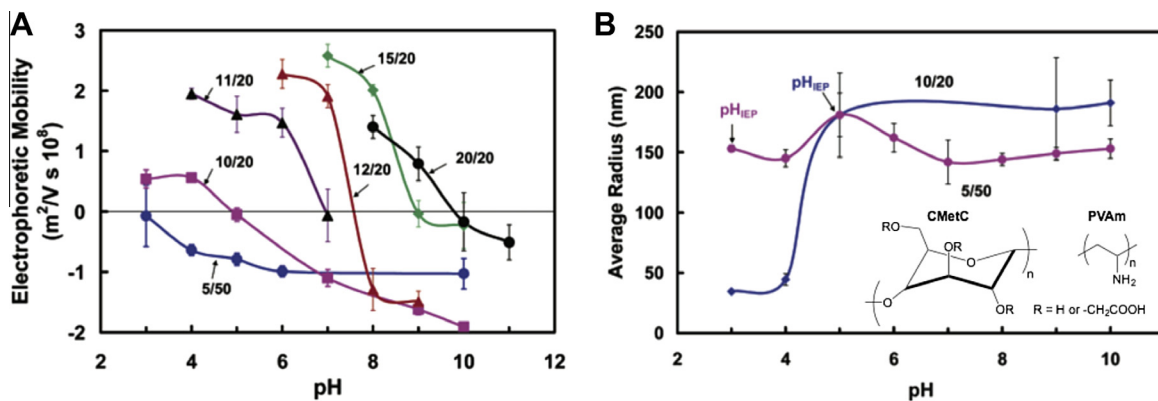 A
Electrophoretic Mobility
(m²/V s 10⁸)
3
2
1
0
-1
-2
2
4
6
8
10
12
pH
11/20
15/20
10/20
12/20
20/20
5/50
B
Average Radius (nm)
250
200
150
100
50
0
2
4
6
8
10
pH
pH_IEP
pH_IEP
10/20
5/50
CMetC
PVAm
RO
OR
O
O
OR
n
n
NH₂
R = H or -CH₂COOH